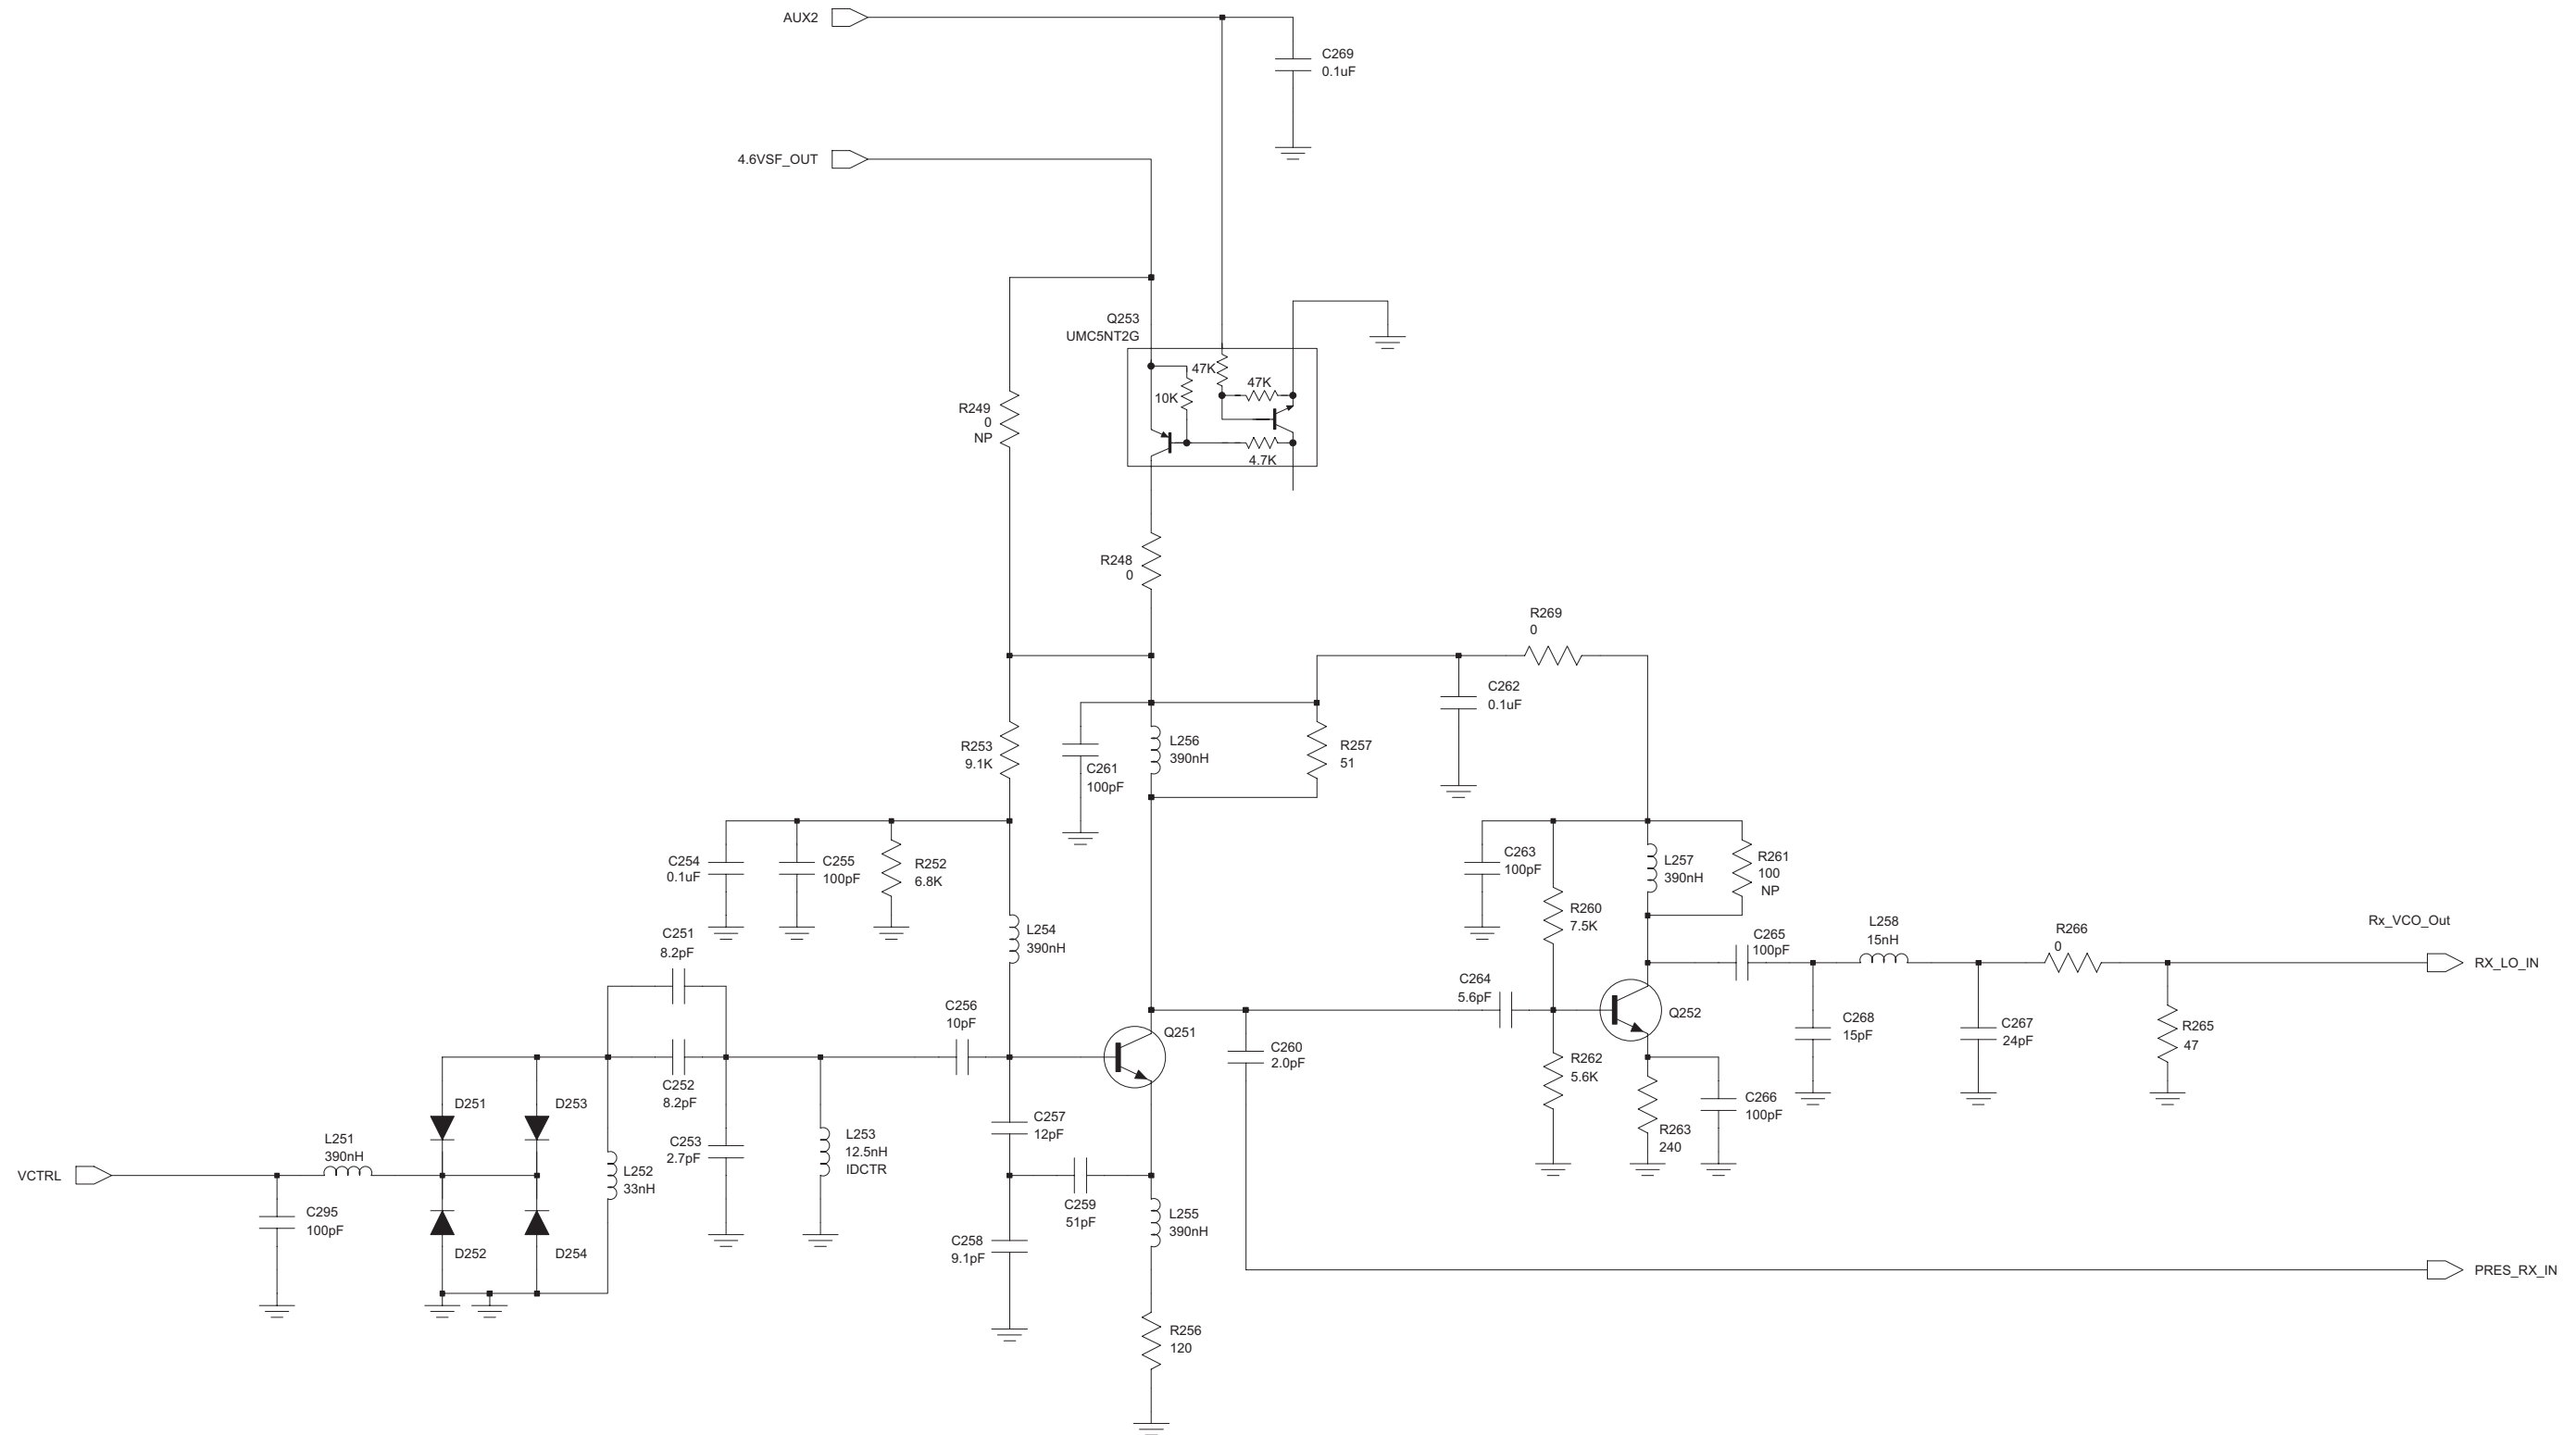 AUX2
C269
0.1uF
4.6VSF_OUT
Q253
UMC5NT2G
47K
47K
10K
4.7K
R249
0
NP
R248
0
R269
0
C262
0.1uF
R253
9.1K
L256
390nH
R257
51
C261
100pF
C254
0.1uF
C255
100pF
R252
6.8K
C263
100pF
L257
390nH
R261
100
NP
R260
7.5K
C251
8.2pF
L254
390nH
C265
100pF
L258
15nH
R266
0
Rx_VCO_Out
RX_LO_IN
C256
10pF
C264
5.6pF
Q251
Q252
C260
2.0pF
C268
15pF
C267
24pF
R265
47
C252
8.2pF
R262
5.6K
D251
D253
C257
12pF
C266
100pF
L251
390nH
C253
2.7pF
L253
12.5nH
IDCTR
R263
240
VCTRL
L252
33nH
C295
100pF
C259
51pF
L255
390nH
D252
D254
C258
9.1pF
PRES_RX_IN
R256
120